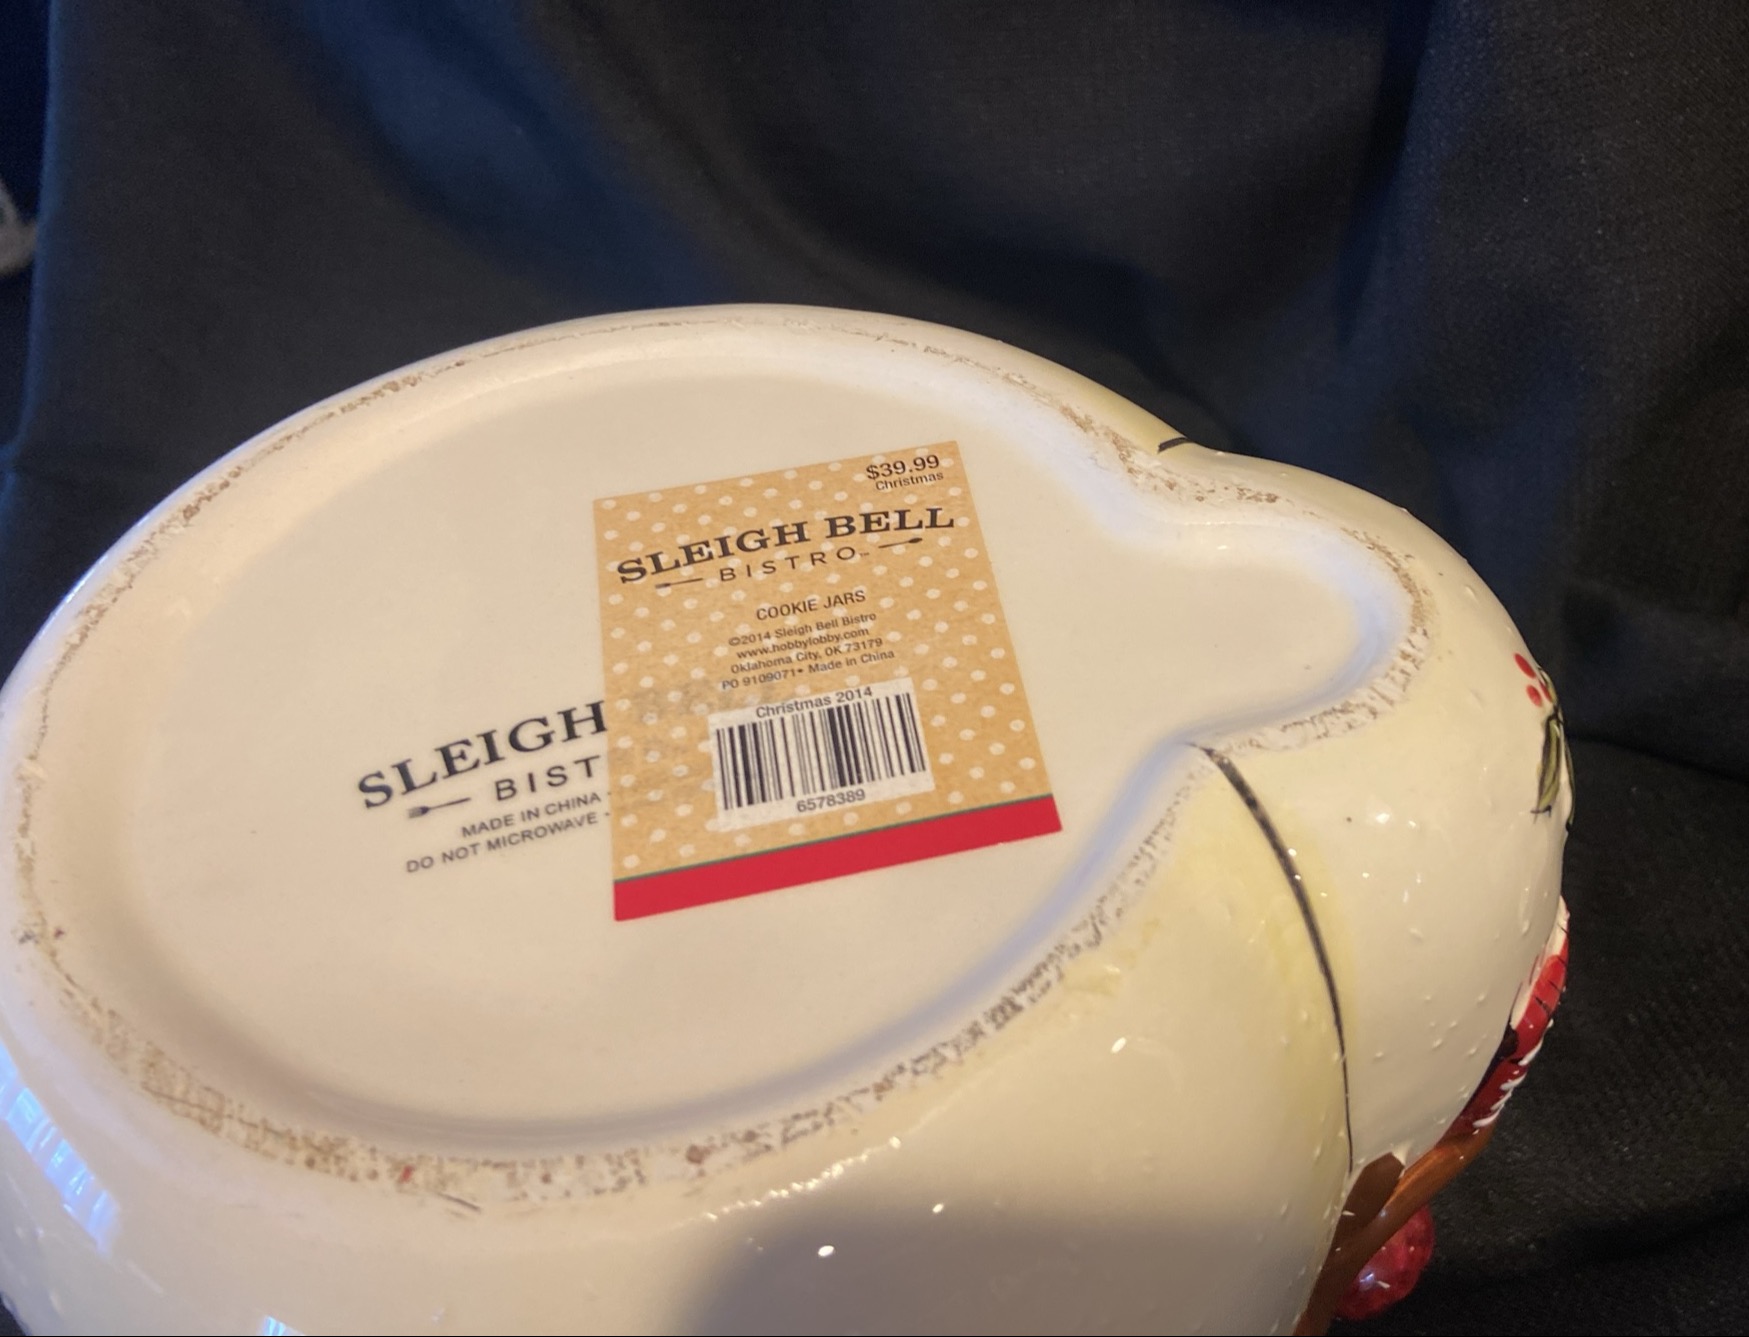 $39.99
Christmas
SLEIGH BELL
BISTRO™
COOKIE JARS
©2014 Sleigh Bell Bistro
www.hobbylobby.com
Oklahoma City, OK 73179
PO 9109071• Made in China
Christmas 2014
6578389
SLEIGH
BIST
MADE IN CHINA
DO NOT MICROWAVE